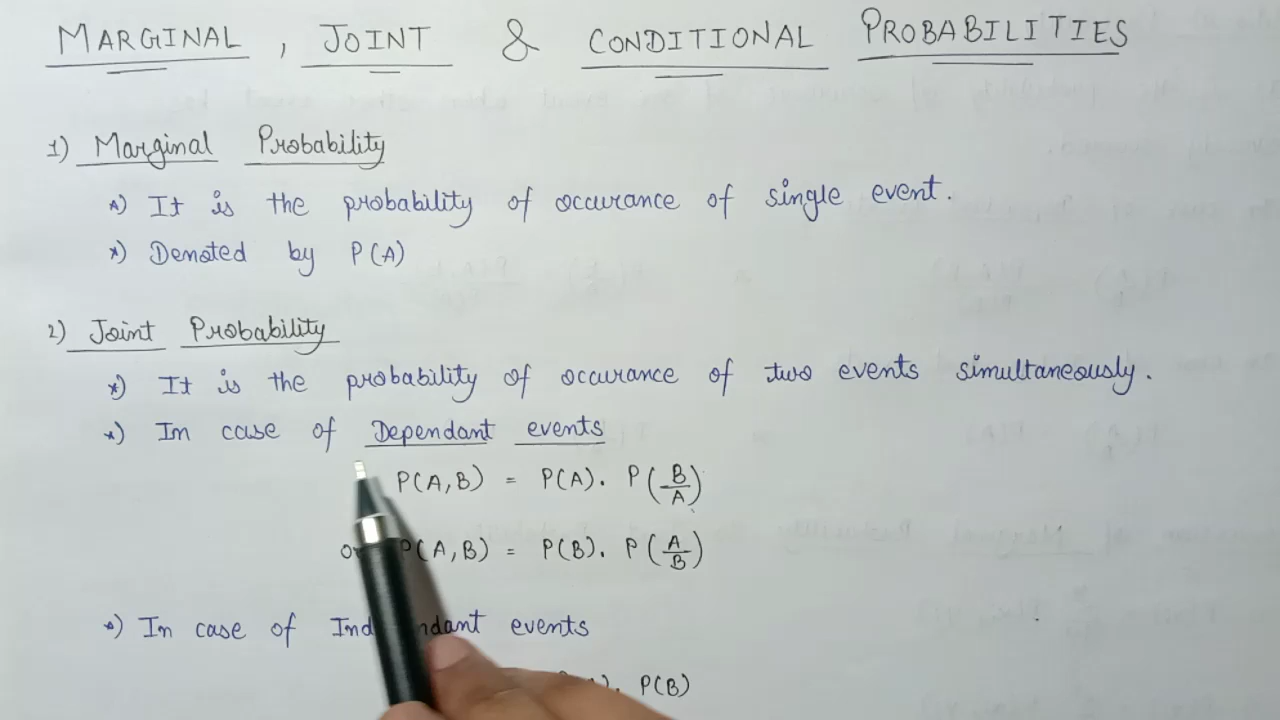 MARGINAL, JOINT & CONDITIONAL PROBABILITIES
1) Marginal Probability
*) It is the probability of occurance of single event.
*) Denoted by P(A)
2) Joint Probability
*) It is the probability of occurance of two events simultaneously.
*) In case of Dependant events
P(A,B) = P(A). P(B/A)
P(A,B) = P(B). P(A/B)
*) In case of events
P(B)